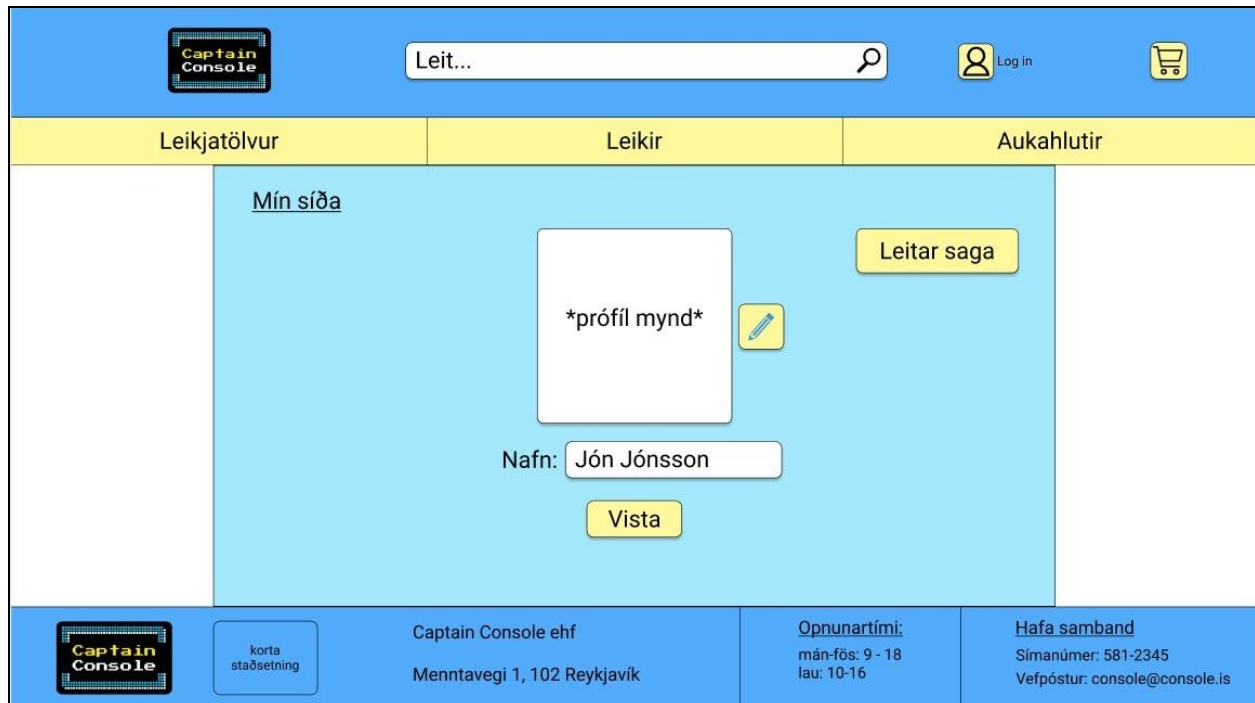 Captain
Console
Leit...
Log in
Leikjatölvur
Leikir
Aukahlutir
Mín síða
Leitar saga
*prófíl mynd*
Nafn: Jón Jónsson
Vista
Captain
Console
korta
staðsetning
Captain Console ehf
Menntavegi 1, 102 Reykjavík
Opnunartími:
mán-fös: 9 - 18
lau: 10-16
Hafa samband
Símanúmer: 581-2345
Vefpóstur: console@console.is